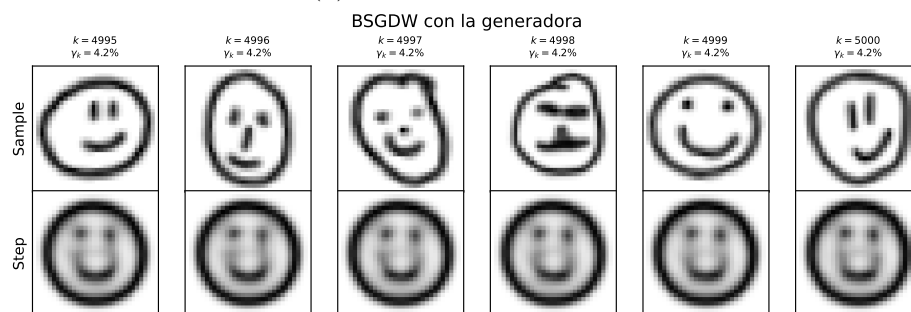 BSGDW con la generadora
k = 4995 k = 4996 k = 4997 k = 4998 k = 4999 k = 5000
γₖ = 4.2% γₖ = 4.2% γₖ = 4.2% γₖ = 4.2% γₖ = 4.2% γₖ = 4.2%
Sample
Step